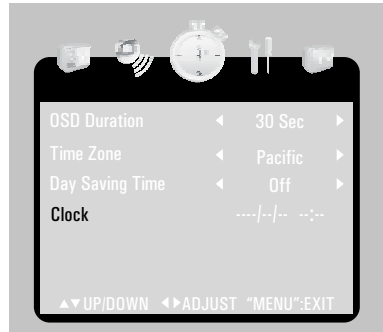 OSD Duration ◀ 30 Sec ▶
Time Zone ◀ Pacific ▶
Day Saving Time ◀ Off ▶
Clock ----/--/-- --:--
▲▼UP/DOWN ◀▶ADJUST "MENU":EXIT